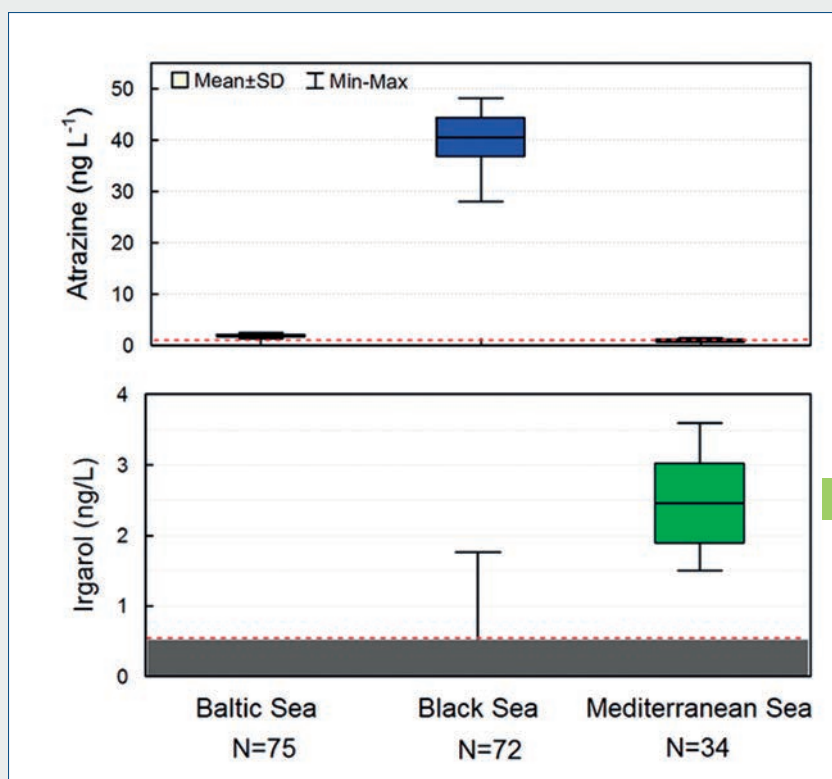 Mean±SD Min-Max
Atrazine (ng L⁻¹)
50
40
30
20
10
0
Irgarol (ng/L)
4
3
2
1
0
Baltic Sea Black Sea Mediterranean Sea
N=75 N=72 N=34